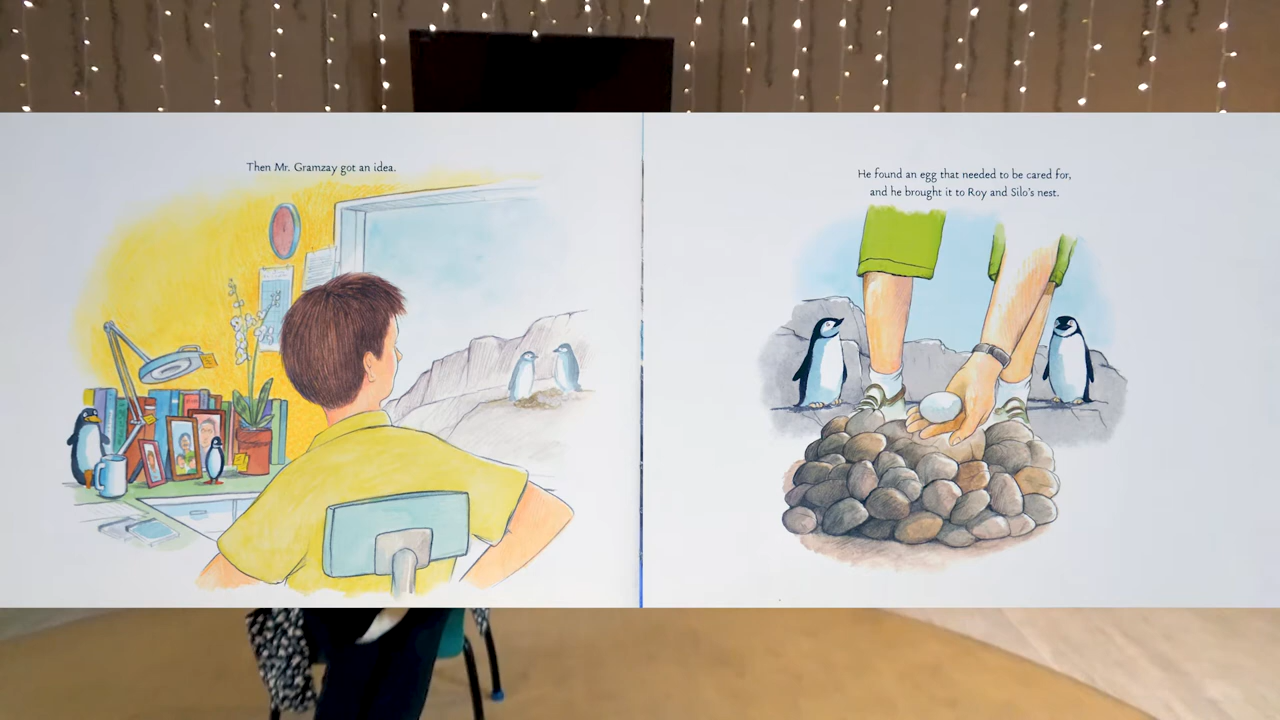 Then Mr. Gramzay got an idea.
He found an egg that needed to be cared for,
and he brought it to Roy and Silo's nest.